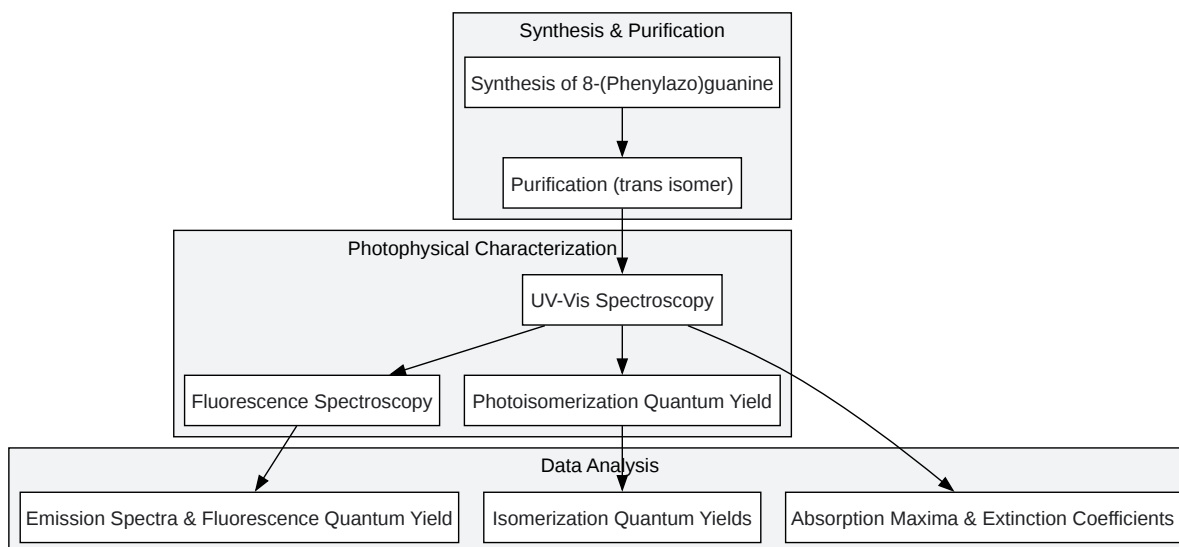 Synthesis & Purification
Synthesis of 8-(Phenylazo)guanine
Purification (trans isomer)
Photophysical Characterization
UV-Vis Spectroscopy
Fluorescence Spectroscopy
Photoisomerization Quantum Yield
Data Analysis
Emission Spectra & Fluorescence Quantum Yield
Isomerization Quantum Yields
Absorption Maxima & Extinction Coefficients